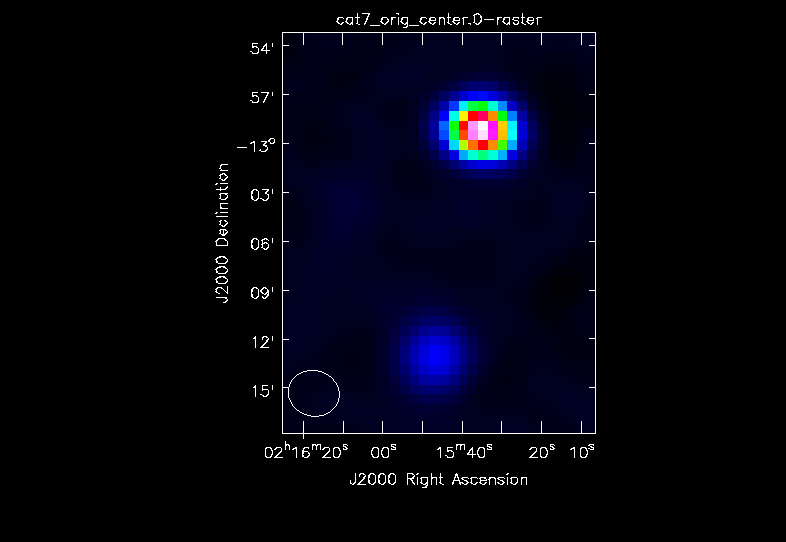 cat7_orig_center.0-raster
54'
57'
-13°
03'
06'
09'
12'
15'
J2000 Declination
02ʰ16ᵐ20ˢ 00ˢ 15ᵐ40ˢ 20ˢ 10ˢ
J2000 Right Ascension